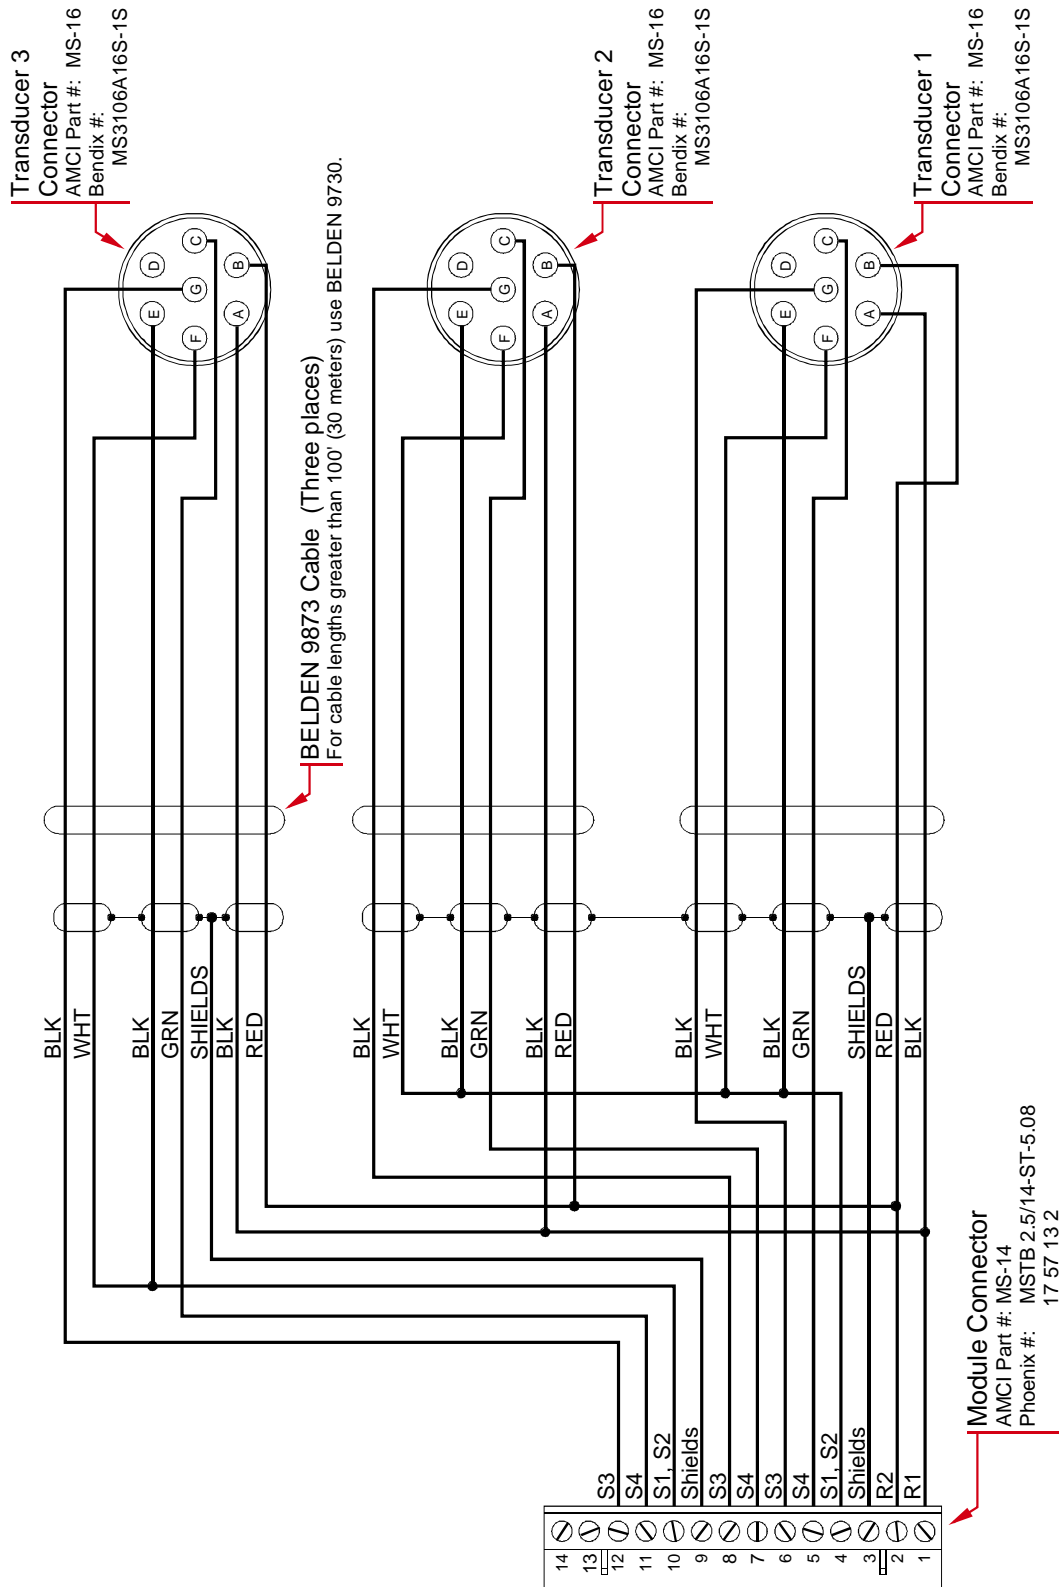 Transducer 3
Connector
AMCI Part #: MS-16
Bendix #:
MS3106A16S-1S
Transducer 2
Connector
AMCI Part #: MS-16
Bendix #:
MS3106A16S-1S
Transducer 1
Connector
AMCI Part #: MS-16
Bendix #:
MS3106A16S-1S
D
C
E
G
B
F
A
D
C
E
G
B
F
A
D
C
E
G
B
F
A
BELDEN 9873 Cable (Three places)
For cable lengths greater than 100' (30 meters) use BELDEN 9730.
BLK
WHT
BLK
GRN
SHIELDS
BLK
RED
BLK
WHT
BLK
GRN
BLK
RED
BLK
WHT
BLK
GRN
SHIELDS
RED
BLK
S3
S4
S1, S2
Shields
S3
S4
S3
S4
S1, S2
Shields
R2
R1
14
13
12
11
10
9
8
7
6
5
4
3
2
1
Module Connector
AMCI Part #: MS-14
Phoenix #: MSTB 2.5/14-ST-5.08
17 57 13 2